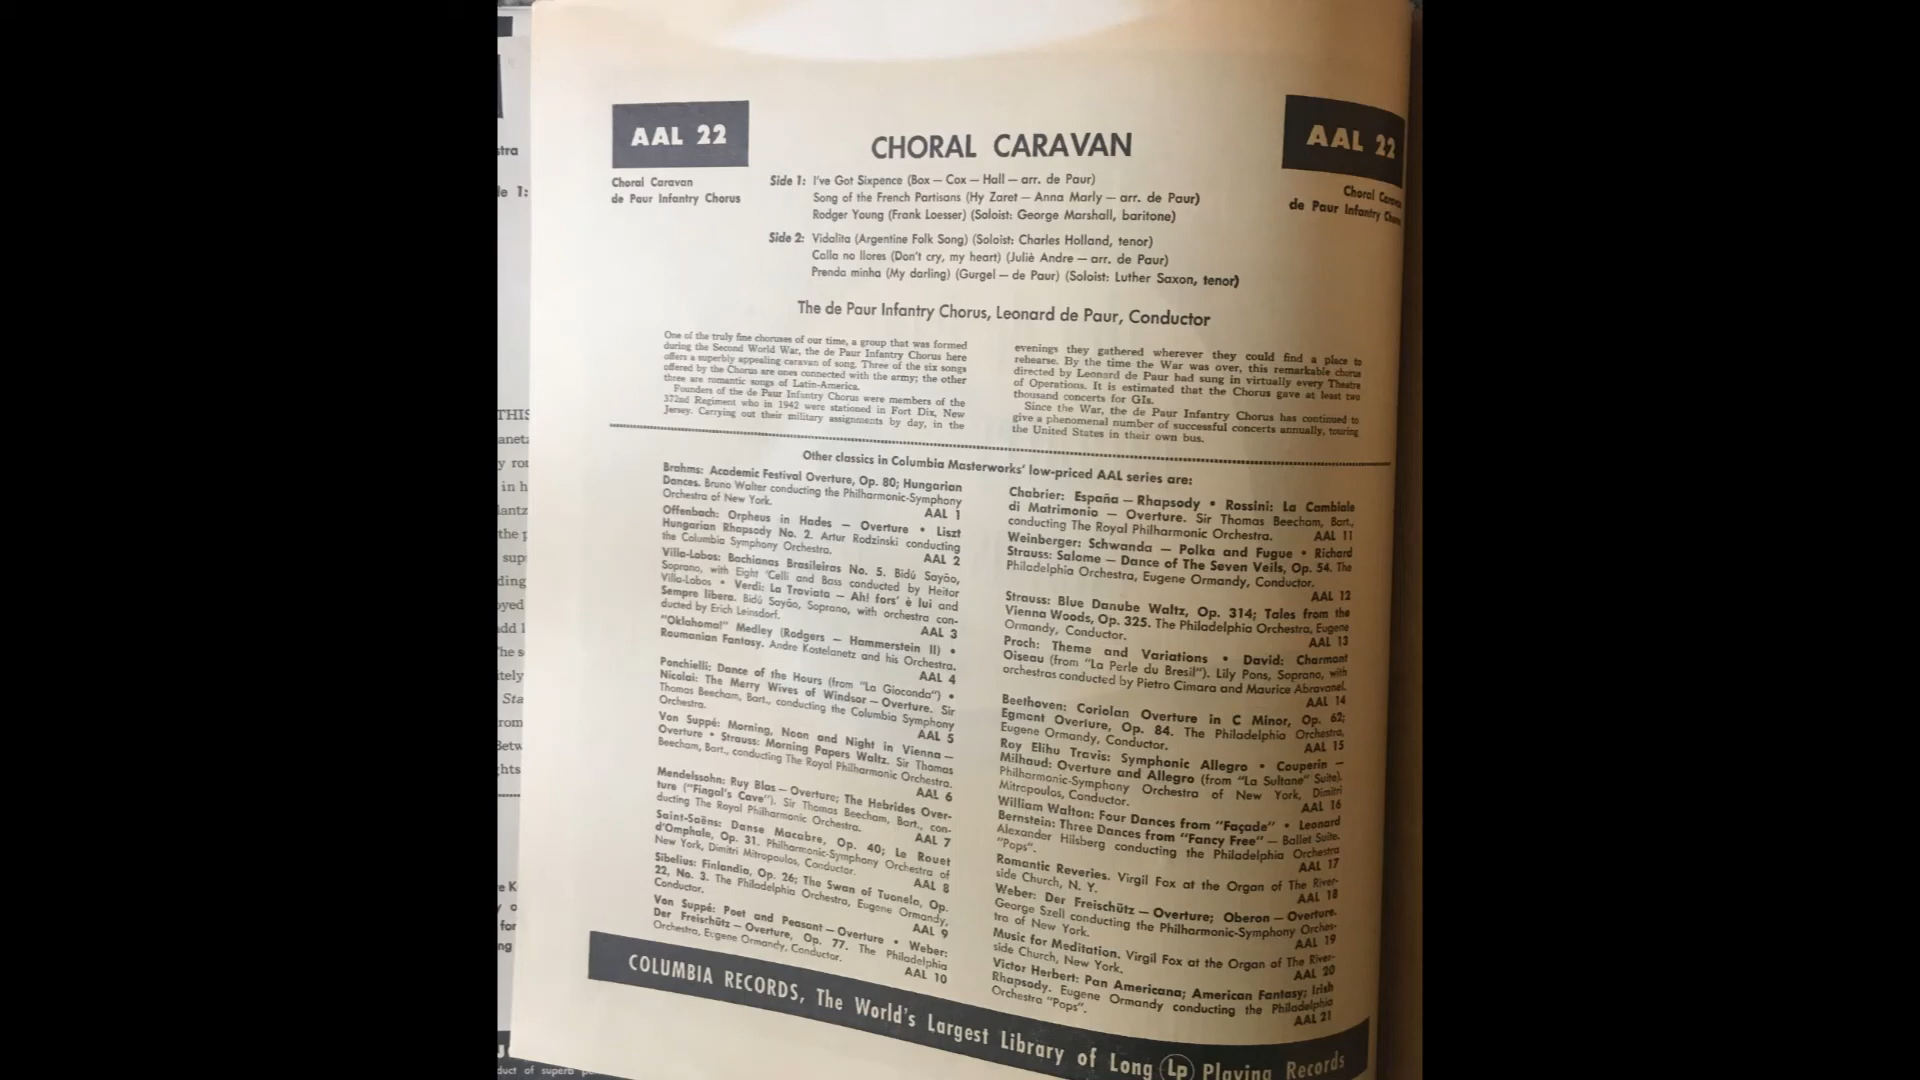 AAL 22
Choral Caravan
de Paur Infantry Chorus
AAL 22
Choral
de Paur Infantry
CHORAL CARAVAN
Side 1: I've Got Sixpence (Box — Cox — Hall — arr. de Paur)
Song of the French Partisans (Hy Zaret — Anna Marly — arr. de Paur)
Rodger Young (Frank Loesser) (Soloist: George Marshall, baritone)
Side 2: Vidalita (Argentine Folk Song) (Soloist: Charles Holland, tenor)
Calla no llores (Don't cry, my heart) (Juliè Andre — arr. de Paur)
Prenda minha (My darling) (Gurgel — de Paur) (Soloist: Luther Saxon, tenor)
The de Paur Infantry Chorus, Leonard de Paur, Conductor
One of the truly fine choruses of our time, a group that was formed
during the Second World War, the de Paur Infantry Chorus here
offers a superbly appealing caravan of song. Three of the six songs
offered by the Chorus are ones connected with the army; the other
three are romantic songs of Latin-America.
Founders of the de Paur Infantry Chorus were members of the
372nd Regiment who in 1942 were stationed in Fort Dix, New
Jersey. Carrying out their military assignments by day, in the
evenings they gathered wherever they could find a place to
rehearse. By the time the War was over, this remarkable chorus
directed by Leonard de Paur had sung in virtually every Theatre
of Operations. It is estimated that the Chorus gave at least two
thousand concerts for GIs.
Since the War, the de Paur Infantry Chorus has continued to
give a phenomenal number of successful concerts annually, touring
the United States in their own bus.
Other classics in Columbia Masterworks' low-priced AAL series are:
Brahms: Academic Festival Overture, Op. 80; Hungarian
Dances. Bruno Walter conducting the Philharmonic-Symphony
Orchestra of New York. AAL 1
Offenbach: Orpheus in Hades — Overture • Liszt
Hungarian Rhapsody No. 2. Artur Rodzinski conducting
the Columbia Symphony Orchestra. AAL 2
Villa-Lobos: Bachianas Brasileiras No. 5. Bidú Sayão,
Soprano, with Eight 'Celli and Bass conducted by Heitor
Villa-Lobos • Verdi: La Traviata — Ah! fors' è lui and
Sempre libera. Bidú Sayão, Soprano, with orchestra con-
ducted by Erich Leinsdorf. AAL 3
"Oklahoma!" Medley (Rodgers — Hammerstein II) •
Roumanian Fantasy. Andre Kostelanetz and his Orchestra.
AAL 4
Ponchielli: Dance of the Hours (from "La Gioconda") •
Nicolai: The Merry Wives of Windsor — Overture. Sir
Thomas Beecham, Bart., conducting the Columbia Symphony
Orchestra. AAL 5
Von Suppé: Morning, Noon and Night in Vienna —
Overture • Strauss: Morning Papers Waltz. Sir Thomas
Beecham, Bart., conducting The Royal Philharmonic Orchestra.
AAL 6
Mendelssohn: Ruy Blas — Overture; The Hebrides Over-
ture ("Fingal's Cave"). Sir Thomas Beecham, Bart., con-
ducting The Royal Philharmonic Orchestra. AAL 7
Saint-Saëns: Danse Macabre, Op. 40; Le Rouet
d'Omphale, Op. 31. Philharmonic-Symphony Orchestra of
New York, Dimitri Mitropoulos, Conductor. AAL 8
Sibelius: Finlandia, Op. 26; The Swan of Tuonela, Op.
22, No. 3. The Philadelphia Orchestra, Eugene Ormandy,
Conductor. AAL 9
Von Suppé: Poet and Peasant — Overture • Weber:
Der Freischütz — Overture, Op. 77. The Philadelphia
Orchestra, Eugene Ormandy, Conductor. AAL 10
Chabrier: España — Rhapsody • Rossini: La Cambiale
di Matrimonio — Overture. Sir Thomas Beecham, Bart.,
conducting The Royal Philharmonic Orchestra. AAL 11
Weinberger: Schwanda — Polka and Fugue • Richard
Strauss: Salome — Dance of The Seven Veils, Op. 54. The
Philadelphia Orchestra, Eugene Ormandy, Conductor.
AAL 12
Strauss: Blue Danube Waltz, Op. 314; Tales from the
Vienna Woods, Op. 325. The Philadelphia Orchestra, Eugene
Ormandy, Conductor. AAL 13
Proch: Theme and Variations • David: Charmant
Oiseau (from "La Perle du Bresil"). Lily Pons, Soprano, with
orchestras conducted by Pietro Cimara and Maurice Abravanel.
AAL 14
Beethoven: Coriolan Overture in C Minor, Op. 62;
Egmont Overture, Op. 84. The Philadelphia Orchestra,
Eugene Ormandy, Conductor. AAL 15
Roy Elihu Travis: Symphonic Allegro • Couperin —
Milhaud: Overture and Allegro (from "La Sultane" Suite).
Philharmonic-Symphony Orchestra of New York, Dimitri
Mitropoulos, Conductor. AAL 16
William Walton: Four Dances from "Façade" • Leonard
Bernstein: Three Dances from "Fancy Free" — Ballet Suite.
Alexander Hilsberg conducting the Philadelphia Orchestra
"Pops". AAL 17
Romantic Reveries. Virgil Fox at the Organ of The River-
side Church, N. Y. AAL 18
Weber: Der Freischütz — Overture; Oberon — Overture.
George Szell conducting the Philharmonic-Symphony Orches-
tra of New York. AAL 19
Music for Meditation. Virgil Fox at the Organ of The River-
side Church, New York. AAL 20
Victor Herbert: Pan Americana; American Fantasy; Irish
Rhapsody. Eugene Ormandy conducting the Philadelphia
Orchestra "Pops". AAL 21
COLUMBIA RECORDS, The World's Largest Library of Long Lp Playing Records